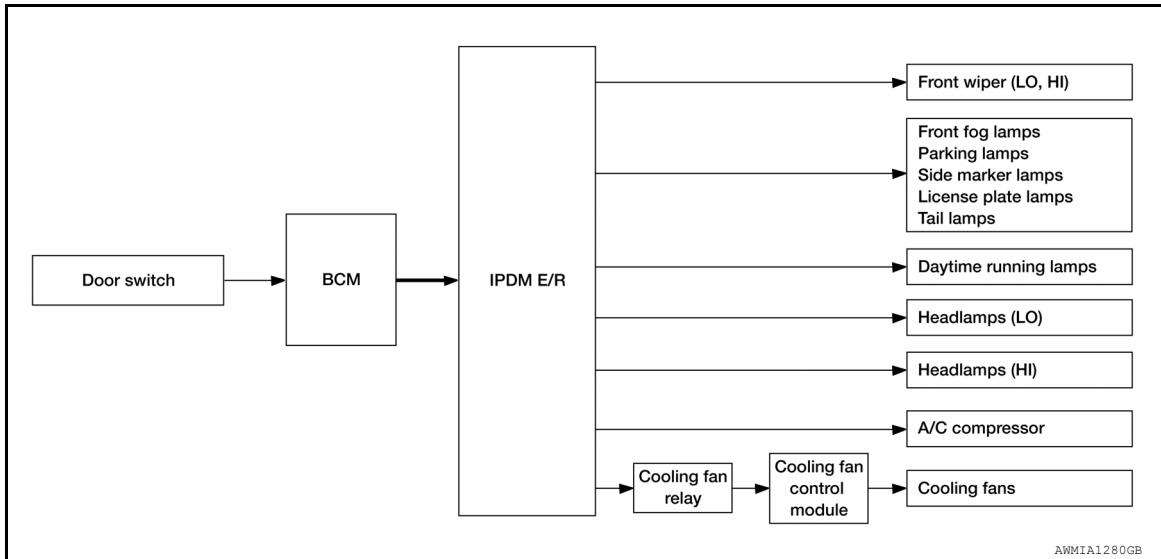 Front wiper (LO, HI)
Front fog lamps
Parking lamps
Side marker lamps
License plate lamps
Tail lamps
Door switch
BCM
IPDM E/R
Daytime running lamps
Headlamps (LO)
Headlamps (HI)
A/C compressor
Cooling fan
relay
Cooling fan
control
module
Cooling fans
AWMIA1280GB